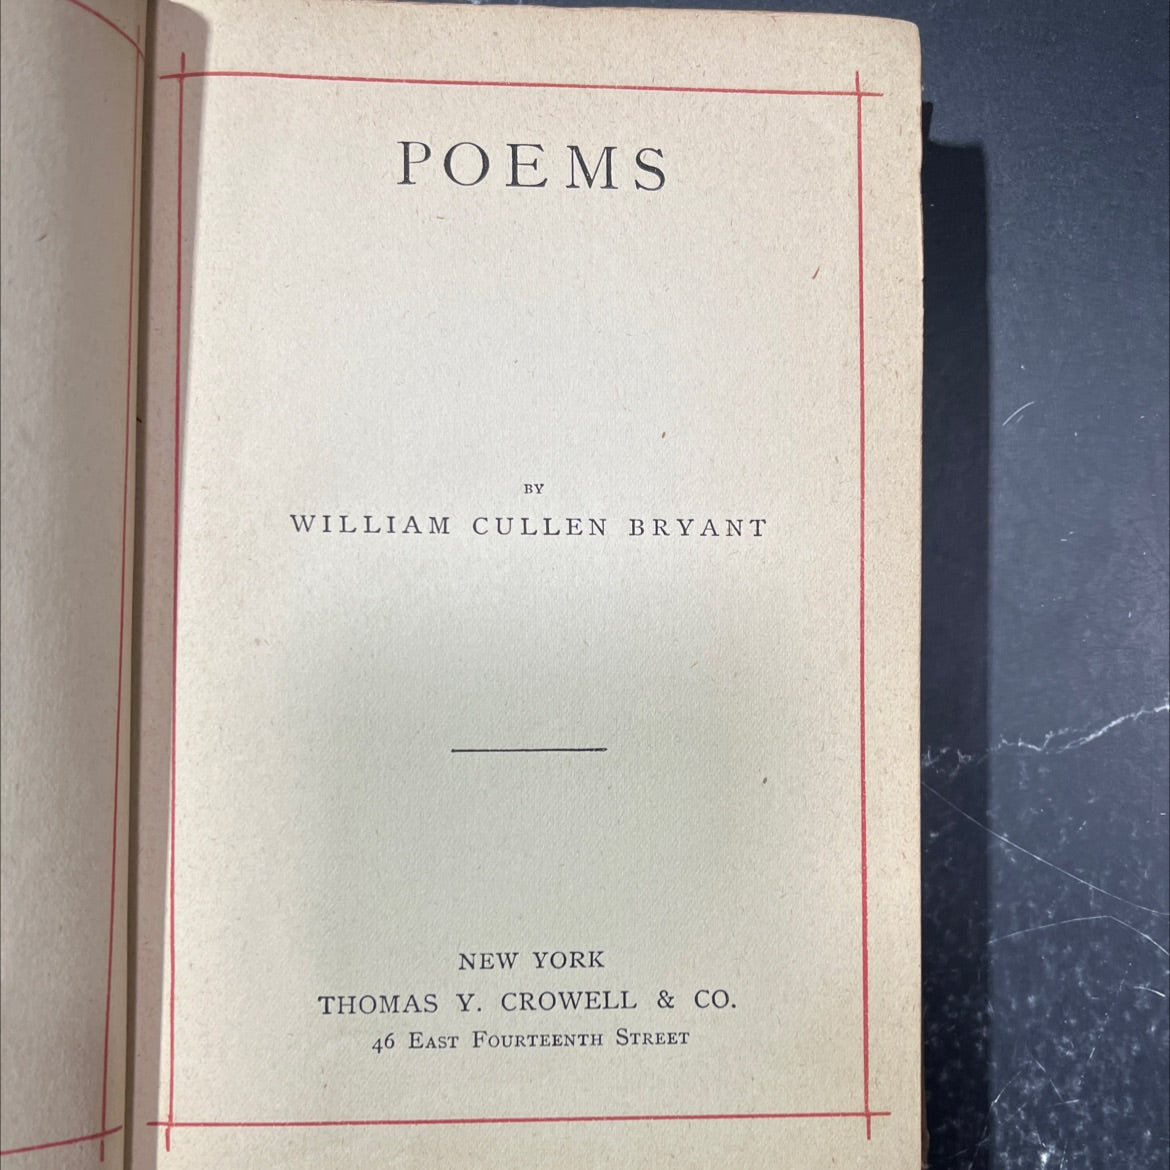 POEMS
BY
WILLIAM CULLEN BRYANT
NEW YORK
THOMAS Y. CROWELL & CO.
46 East Fourteenth Street